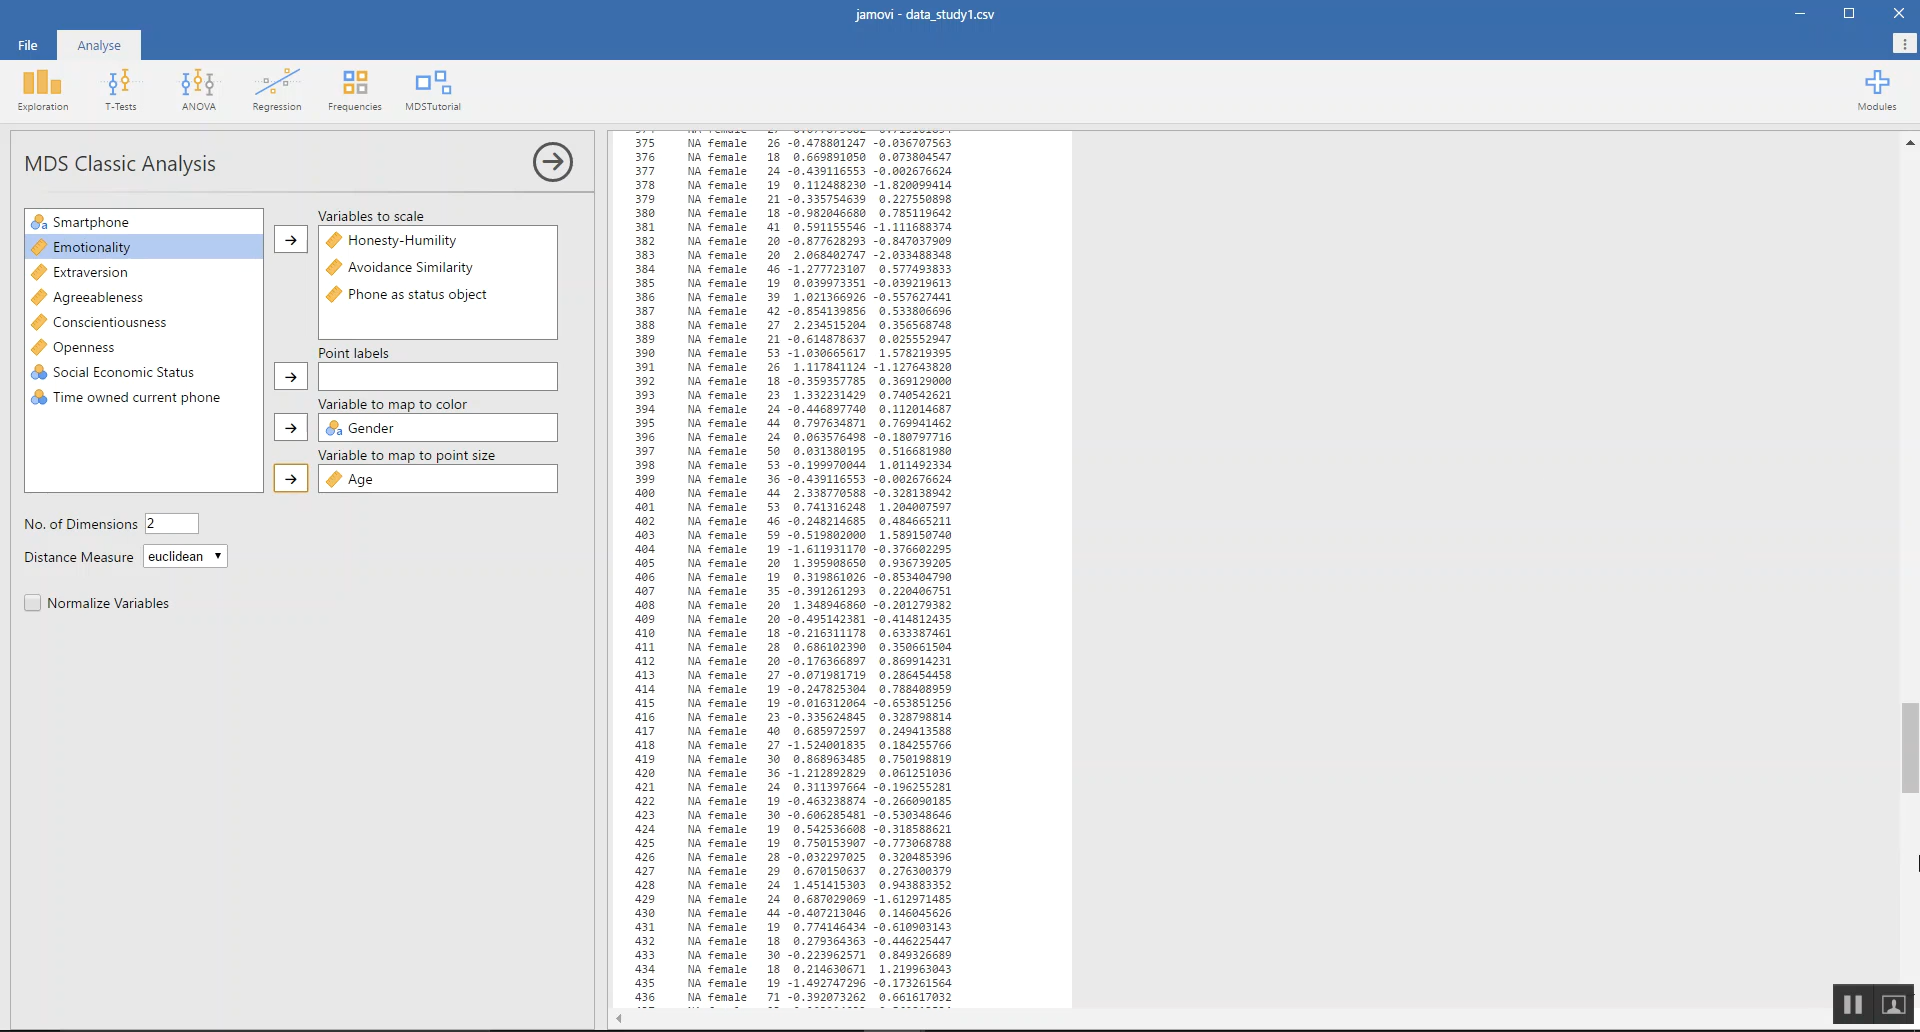 jamovi - data_study1.csv
File
Analyse
Exploration
T-Tests
ANOVA
Regression
Frequencies
MDSTutorial
Modules
MDS Classic Analysis
Smartphone
Emotionality
Extraversion
Agreeableness
Conscientiousness
Openness
Social Economic Status
Time owned current phone
Variables to scale
Honesty-Humility
Avoidance Similarity
Phone as status object
Point labels
Variable to map to color
Gender
Variable to map to point size
Age
No. of Dimensions 2
Distance Measure euclidean
Normalize Variables
375 NA female 26 -0.478801247 -0.036707563
376 NA female 18 0.669891050 0.073804547
377 NA female 24 -0.439116553 -0.002676624
378 NA female 19 0.112488230 -1.820099414
379 NA female 21 -0.335754639 0.227550898
380 NA female 18 -0.982046680 0.785119642
381 NA female 41 0.591155546 -1.111688374
382 NA female 20 -0.877628293 -0.847037909
383 NA female 20 2.068402747 -2.033488348
384 NA female 46 -1.277723107 0.577493833
385 NA female 19 0.039973351 -0.039219613
386 NA female 39 1.021366926 -0.557627441
387 NA female 42 -0.854139856 0.533806696
388 NA female 27 2.234515204 0.356568748
389 NA female 21 -0.614878637 0.025552947
390 NA female 53 -1.030665617 1.578219395
391 NA female 26 1.117841124 -1.127643820
392 NA female 18 -0.359357785 0.369129000
393 NA female 23 1.332231429 0.740542621
394 NA female 24 -0.446897740 0.112014687
395 NA female 44 0.797634871 0.769941462
396 NA female 24 0.063576498 -0.180797716
397 NA female 50 0.031380195 0.516681980
398 NA female 53 -0.199970044 1.011492334
399 NA female 36 -0.439116553 -0.002676624
400 NA female 44 2.338770588 -0.328138942
401 NA female 53 0.741316248 1.204007597
402 NA female 46 -0.248214685 0.484665211
403 NA female 59 -0.519802000 1.589150740
404 NA female 19 -1.611931170 -0.376602295
405 NA female 20 1.395908650 0.936739205
406 NA female 19 0.319861026 -0.853404790
407 NA female 35 -0.391261293 0.220406751
408 NA female 20 1.348946860 -0.201279382
409 NA female 20 -0.495142381 -0.414812435
410 NA female 18 -0.216311178 0.633387461
411 NA female 28 0.686102390 0.350661504
412 NA female 20 -0.176366897 0.869914231
413 NA female 27 -0.071981719 0.286454458
414 NA female 19 -0.247825304 0.788408959
415 NA female 19 -0.016312064 -0.653851256
416 NA female 23 -0.335624845 0.328798814
417 NA female 40 0.685972597 0.249413588
418 NA female 27 -1.524001835 0.184255766
419 NA female 30 0.868963485 0.750198819
420 NA female 36 -1.212892829 0.061251036
421 NA female 24 0.311397664 -0.196255281
422 NA female 19 -0.463238874 -0.266090185
423 NA female 30 -0.606285481 -0.530348646
424 NA female 19 0.542536608 -0.318588621
425 NA female 19 0.750153907 -0.773068788
426 NA female 28 -0.032297025 0.320485396
427 NA female 29 0.670150637 0.276300379
428 NA female 24 1.451415303 0.943883352
429 NA female 24 0.687029069 -1.612971485
430 NA female 44 -0.407213046 0.146045626
431 NA female 19 0.774146434 -0.610903143
432 NA female 18 0.279364363 -0.446225447
433 NA female 30 -0.223962571 0.849326689
434 NA female 18 0.214630671 1.219963043
435 NA female 19 -1.492747296 -0.173261564
436 NA female 71 -0.392073262 0.661617032